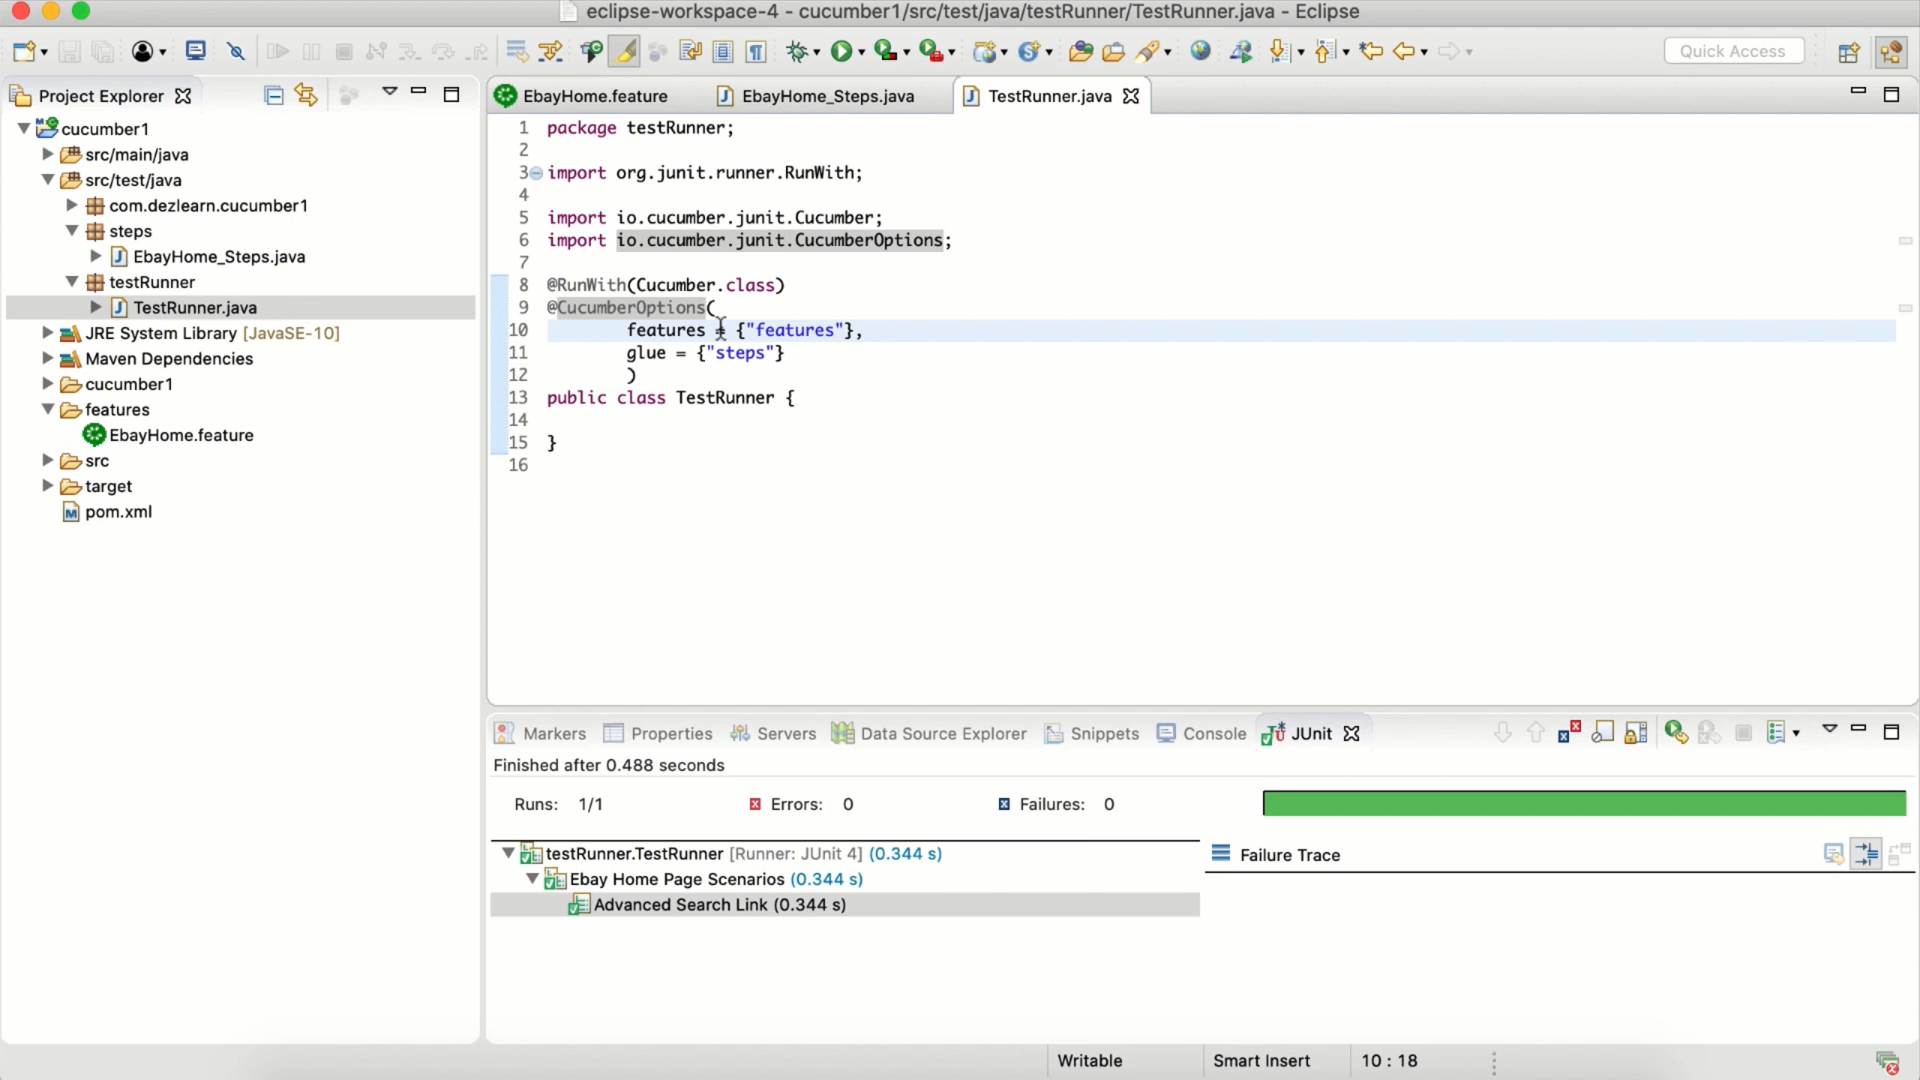 eclipse-workspace-4 - cucumber1/src/test/java/testRunner/TestRunner.java - Eclipse
Quick Access
Project Explorer
cucumber1
src/main/java
src/test/java
com.dezlearn.cucumber1
steps
EbayHome_Steps.java
testRunner
TestRunner.java
JRE System Library [JavaSE-10]
Maven Dependencies
cucumber1
features
EbayHome.feature
src
target
pom.xml
EbayHome.feature EbayHome_Steps.java TestRunner.java
1 package testRunner;
2
3 import org.junit.runner.RunWith;
4
5 import io.cucumber.junit.Cucumber;
6 import io.cucumber.junit.CucumberOptions;
7
8 @RunWith(Cucumber.class)
9 @CucumberOptions(
10 features = {"features"},
11 glue = {"steps"}
12 )
13 public class TestRunner {
14
15 }
16
Markers Properties Servers Data Source Explorer Snippets Console JUnit
Finished after 0.488 seconds
Runs: 1/1 Errors: 0 Failures: 0
testRunner.TestRunner [Runner: JUnit 4] (0.344 s)
Ebay Home Page Scenarios (0.344 s)
Advanced Search Link (0.344 s)
Failure Trace
Writable Smart Insert 10 : 18